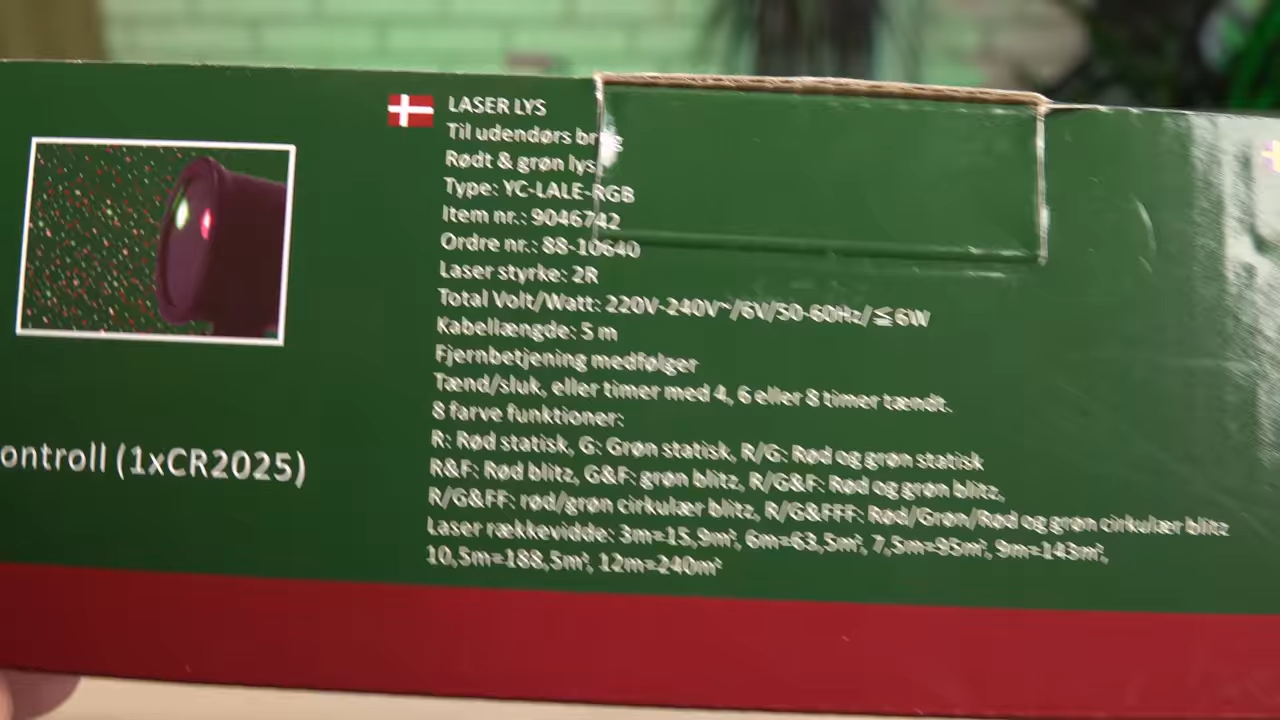 LASER LYS
Til udendørs brug
Rødt & grøn lys
Type: YC-LALE-RGB
Item nr.: 9046742
Ordre nr.: 88-10640
Laser styrke: 2R
Total Volt/Watt: 220V-240V~/6V/50-60Hz/≦6W
Kabellængde: 5 m
Fjernbetjening medfølger
Tænd/sluk, eller timer med 4, 6 eller 8 timer tændt.
8 farve funktioner:
R: Rød statisk, G: Grøn statisk, R/G: Rød og grøn statisk
R&F: Rød blitz, G&F: grøn blitz, R/G&F: Rød og grøn blitz,
R/G&FF: rød/grøn cirkulær blitz, R/G&FFF: Rød/Grøn/Rød og grøn cirkulær blitz
Laser rækkevidde: 3m=15,9m², 6m=63,5m², 7,5m=95m², 9m=143m²,
10,5m=188,5m², 12m=240m²
ontroll (1xCR2025)